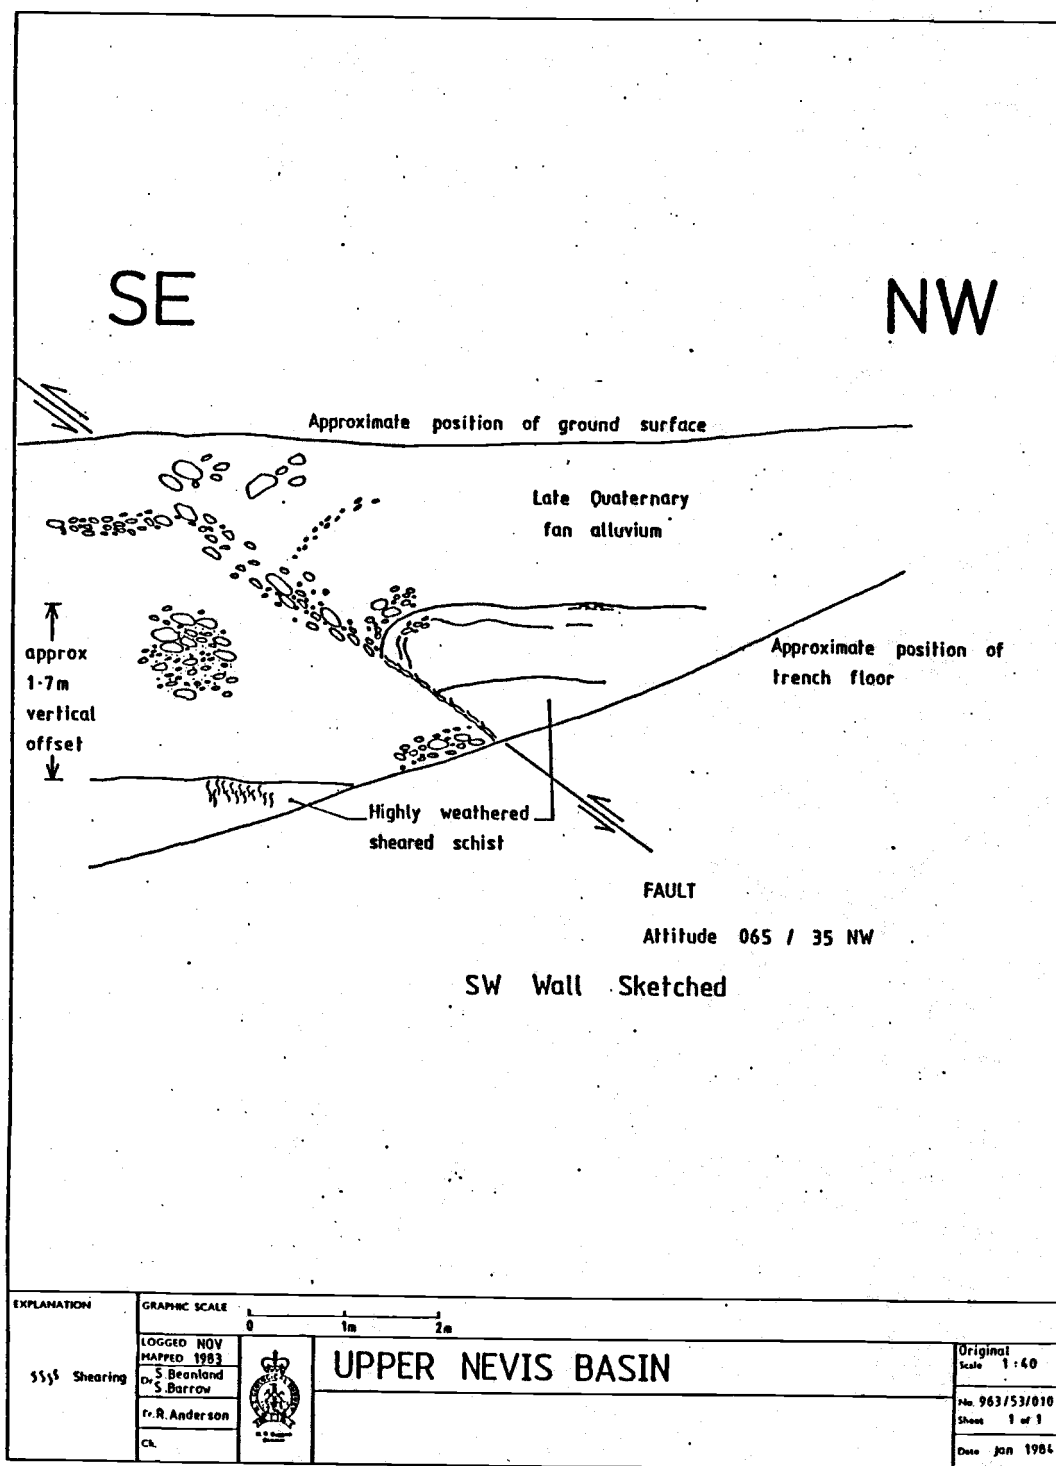 SE
NW
Approximate position of ground surface
Late Quaternary
fan alluvium
approx
1·7m
vertical
offset
Approximate position of
trench floor
Highly weathered
sheared schist
FAULT
Attitude 065 / 35 NW
SW Wall Sketched
EXPLANATION
SSSS Shearing
GRAPHIC SCALE
0 1m 2m
LOGGED NOV
MAPPED 1983
Dr. S. Beanland
S. Barrow
Tr. R. Anderson
Ck.
UPPER NEVIS BASIN
Original
Scale 1:40
No. 963/53/010
Sheet 1 of 1
Date Jan 1984